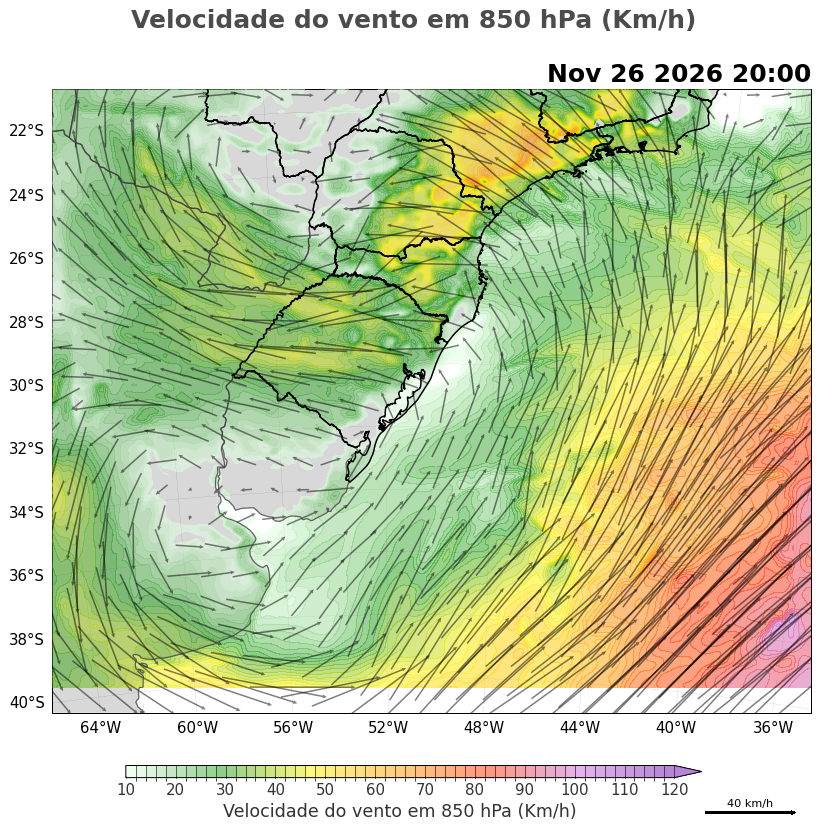 Velocidade do vento em 850 hPa (Km/h)
Nov 26 2026 20:00
22°S
24°S
26°S
28°S
30°S
32°S
34°S
36°S
38°S
40°S
64°W 60°W 56°W 52°W 48°W 44°W 40°W 36°W
10 20 30 40 50 60 70 80 90 100 110 120
Velocidade do vento em 850 hPa (Km/h)
40 km/h